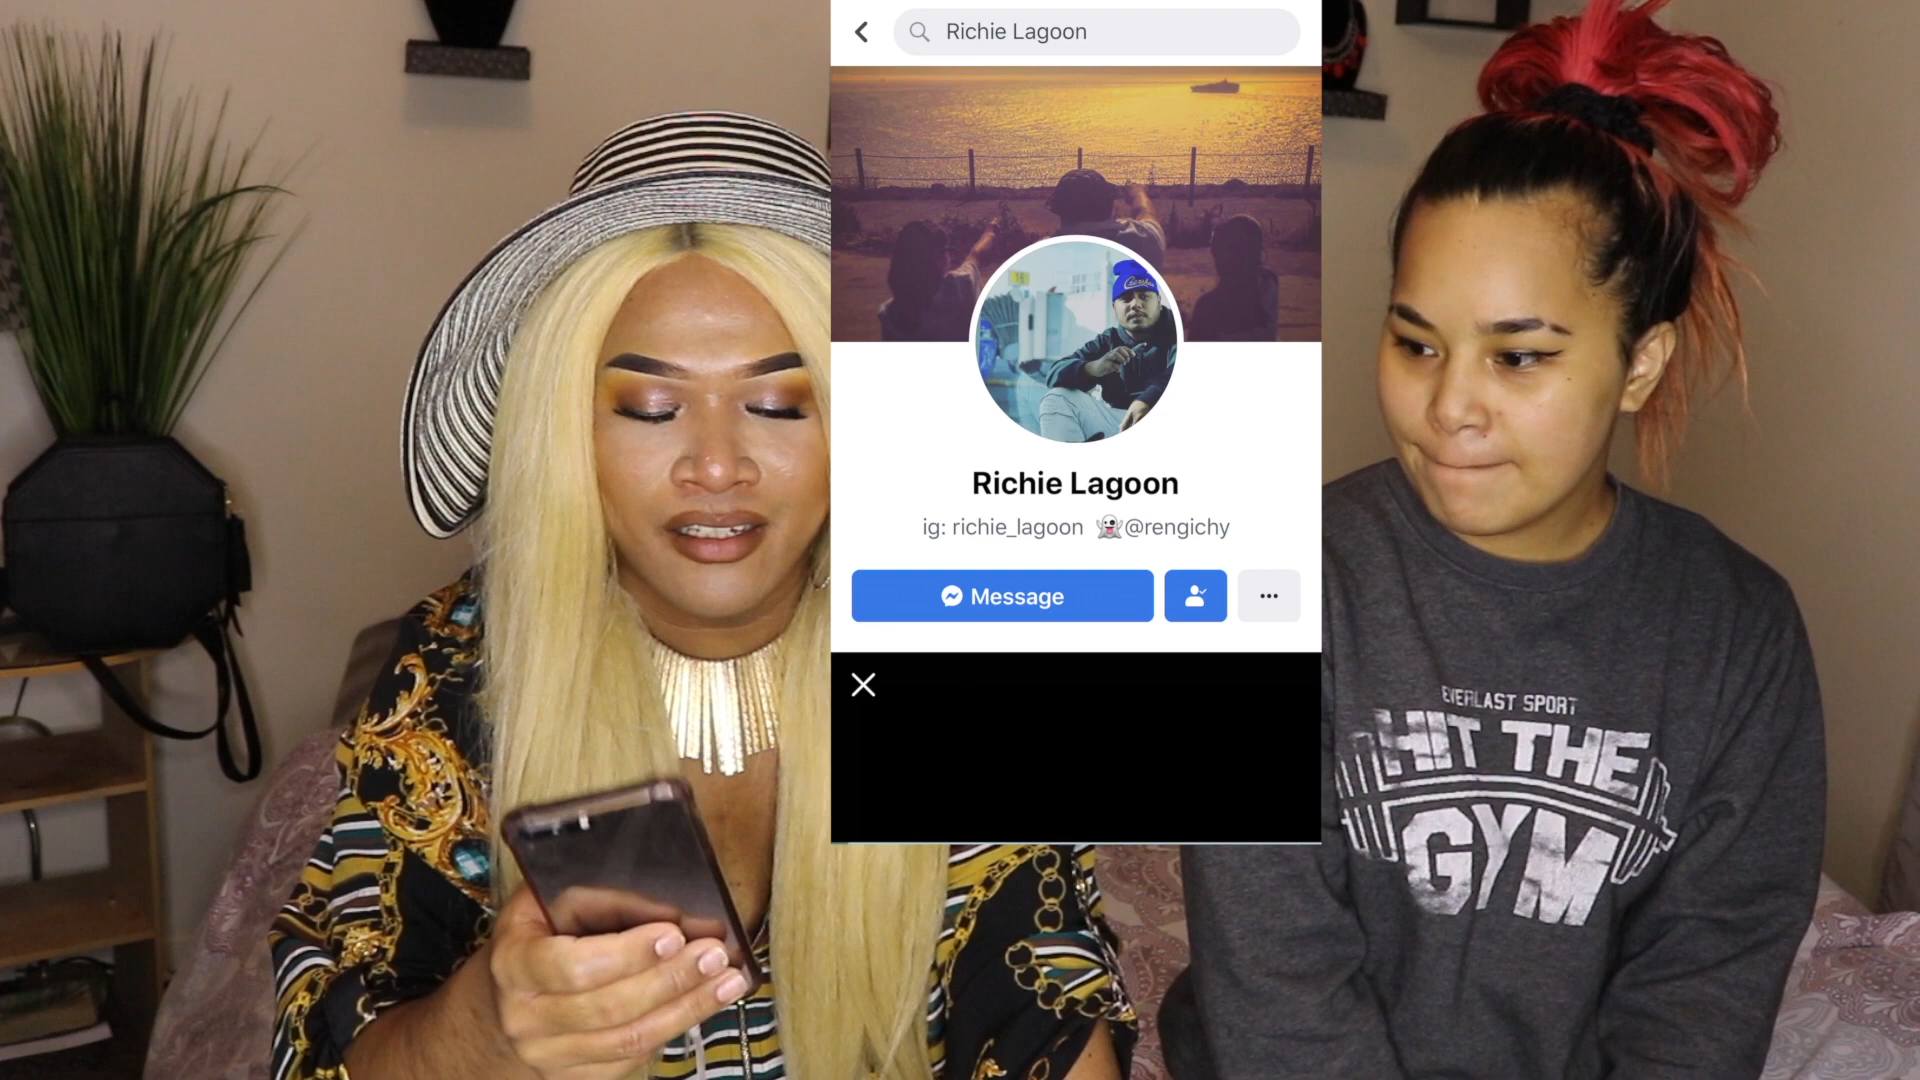 Richie Lagoon
Richie Lagoon
ig: richie_lagoon 👻@rengichy
Message
EVERLAST SPORT
HIT THE
GYM